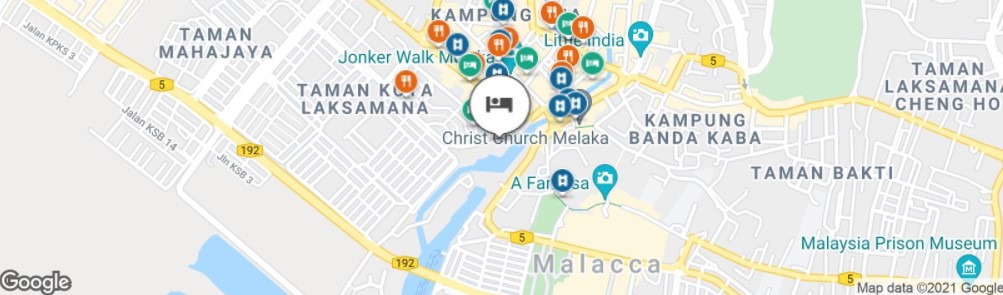 KAMPUNG
TAMAN
MAHAJAYA
Jalan KPKS 3
5
Jonker Walk M
Little India
5
TAMAN
LAKSAMANA
CHENG HO
TAMAN KOTA
LAKSAMANA
KAMPUNG
BANDA KABA
Christ Church Melaka
Jalan KSB 14
192
Jln KSB 3
A Fam sa
TAMAN BAKTI
5
192
Malacca
Malaysia Prison Museum
5
Google
Map data ©2021 Google